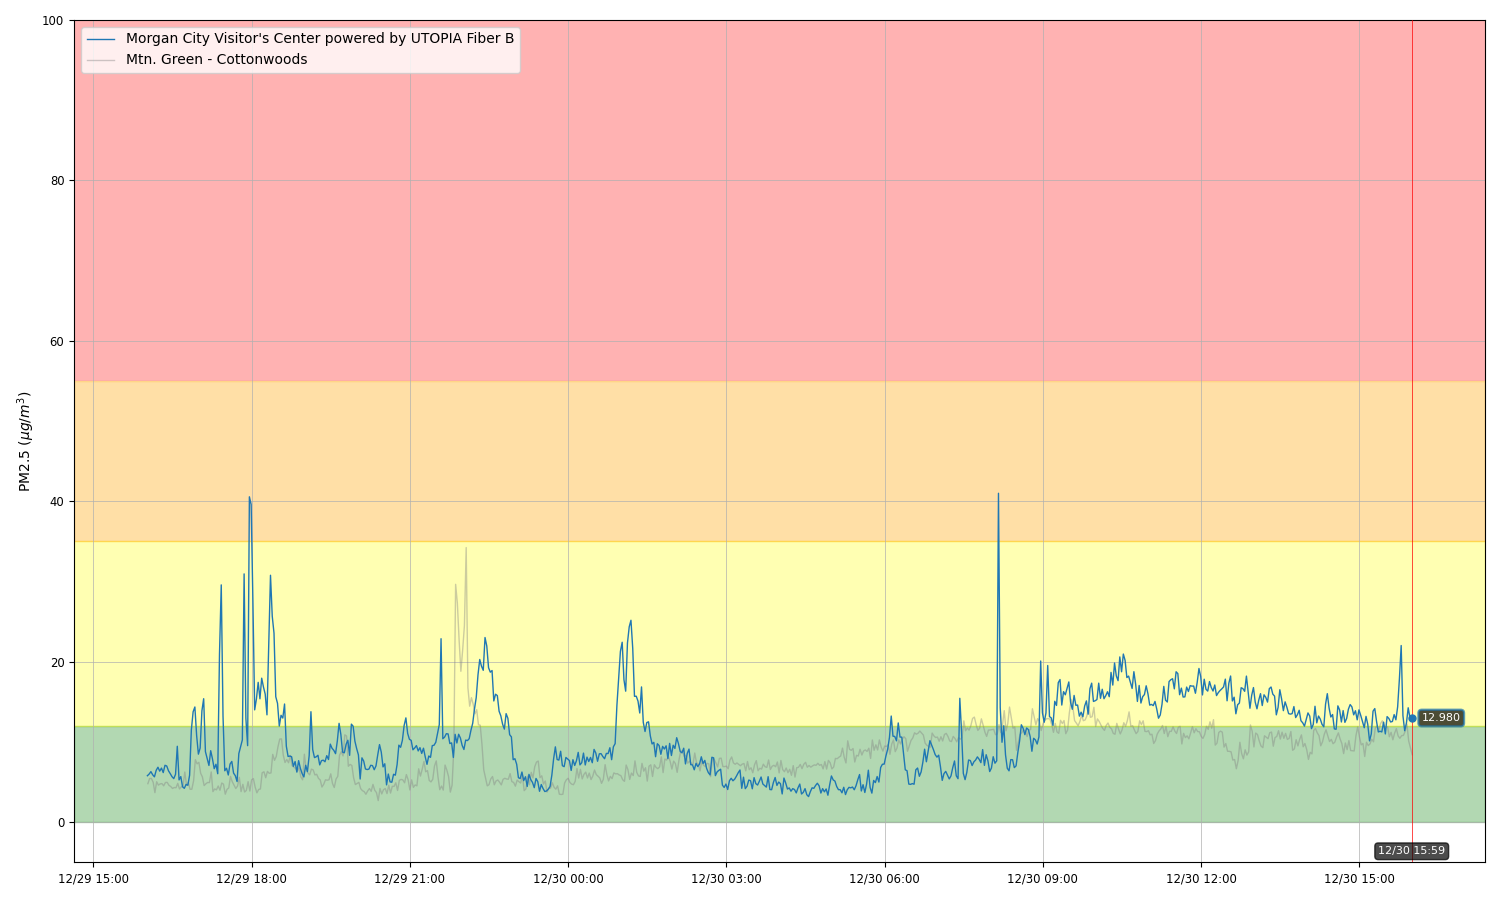 100
Morgan City Visitor's Center powered by UTOPIA Fiber B
Mtn. Green - Cottonwoods
80
60
PM2.5 (μg/m³)
40
20
12.980
0
12/30 15:59
12/29 15:00 12/29 18:00 12/29 21:00 12/30 00:00 12/30 03:00 12/30 06:00 12/30 09:00 12/30 12:00 12/30 15:00